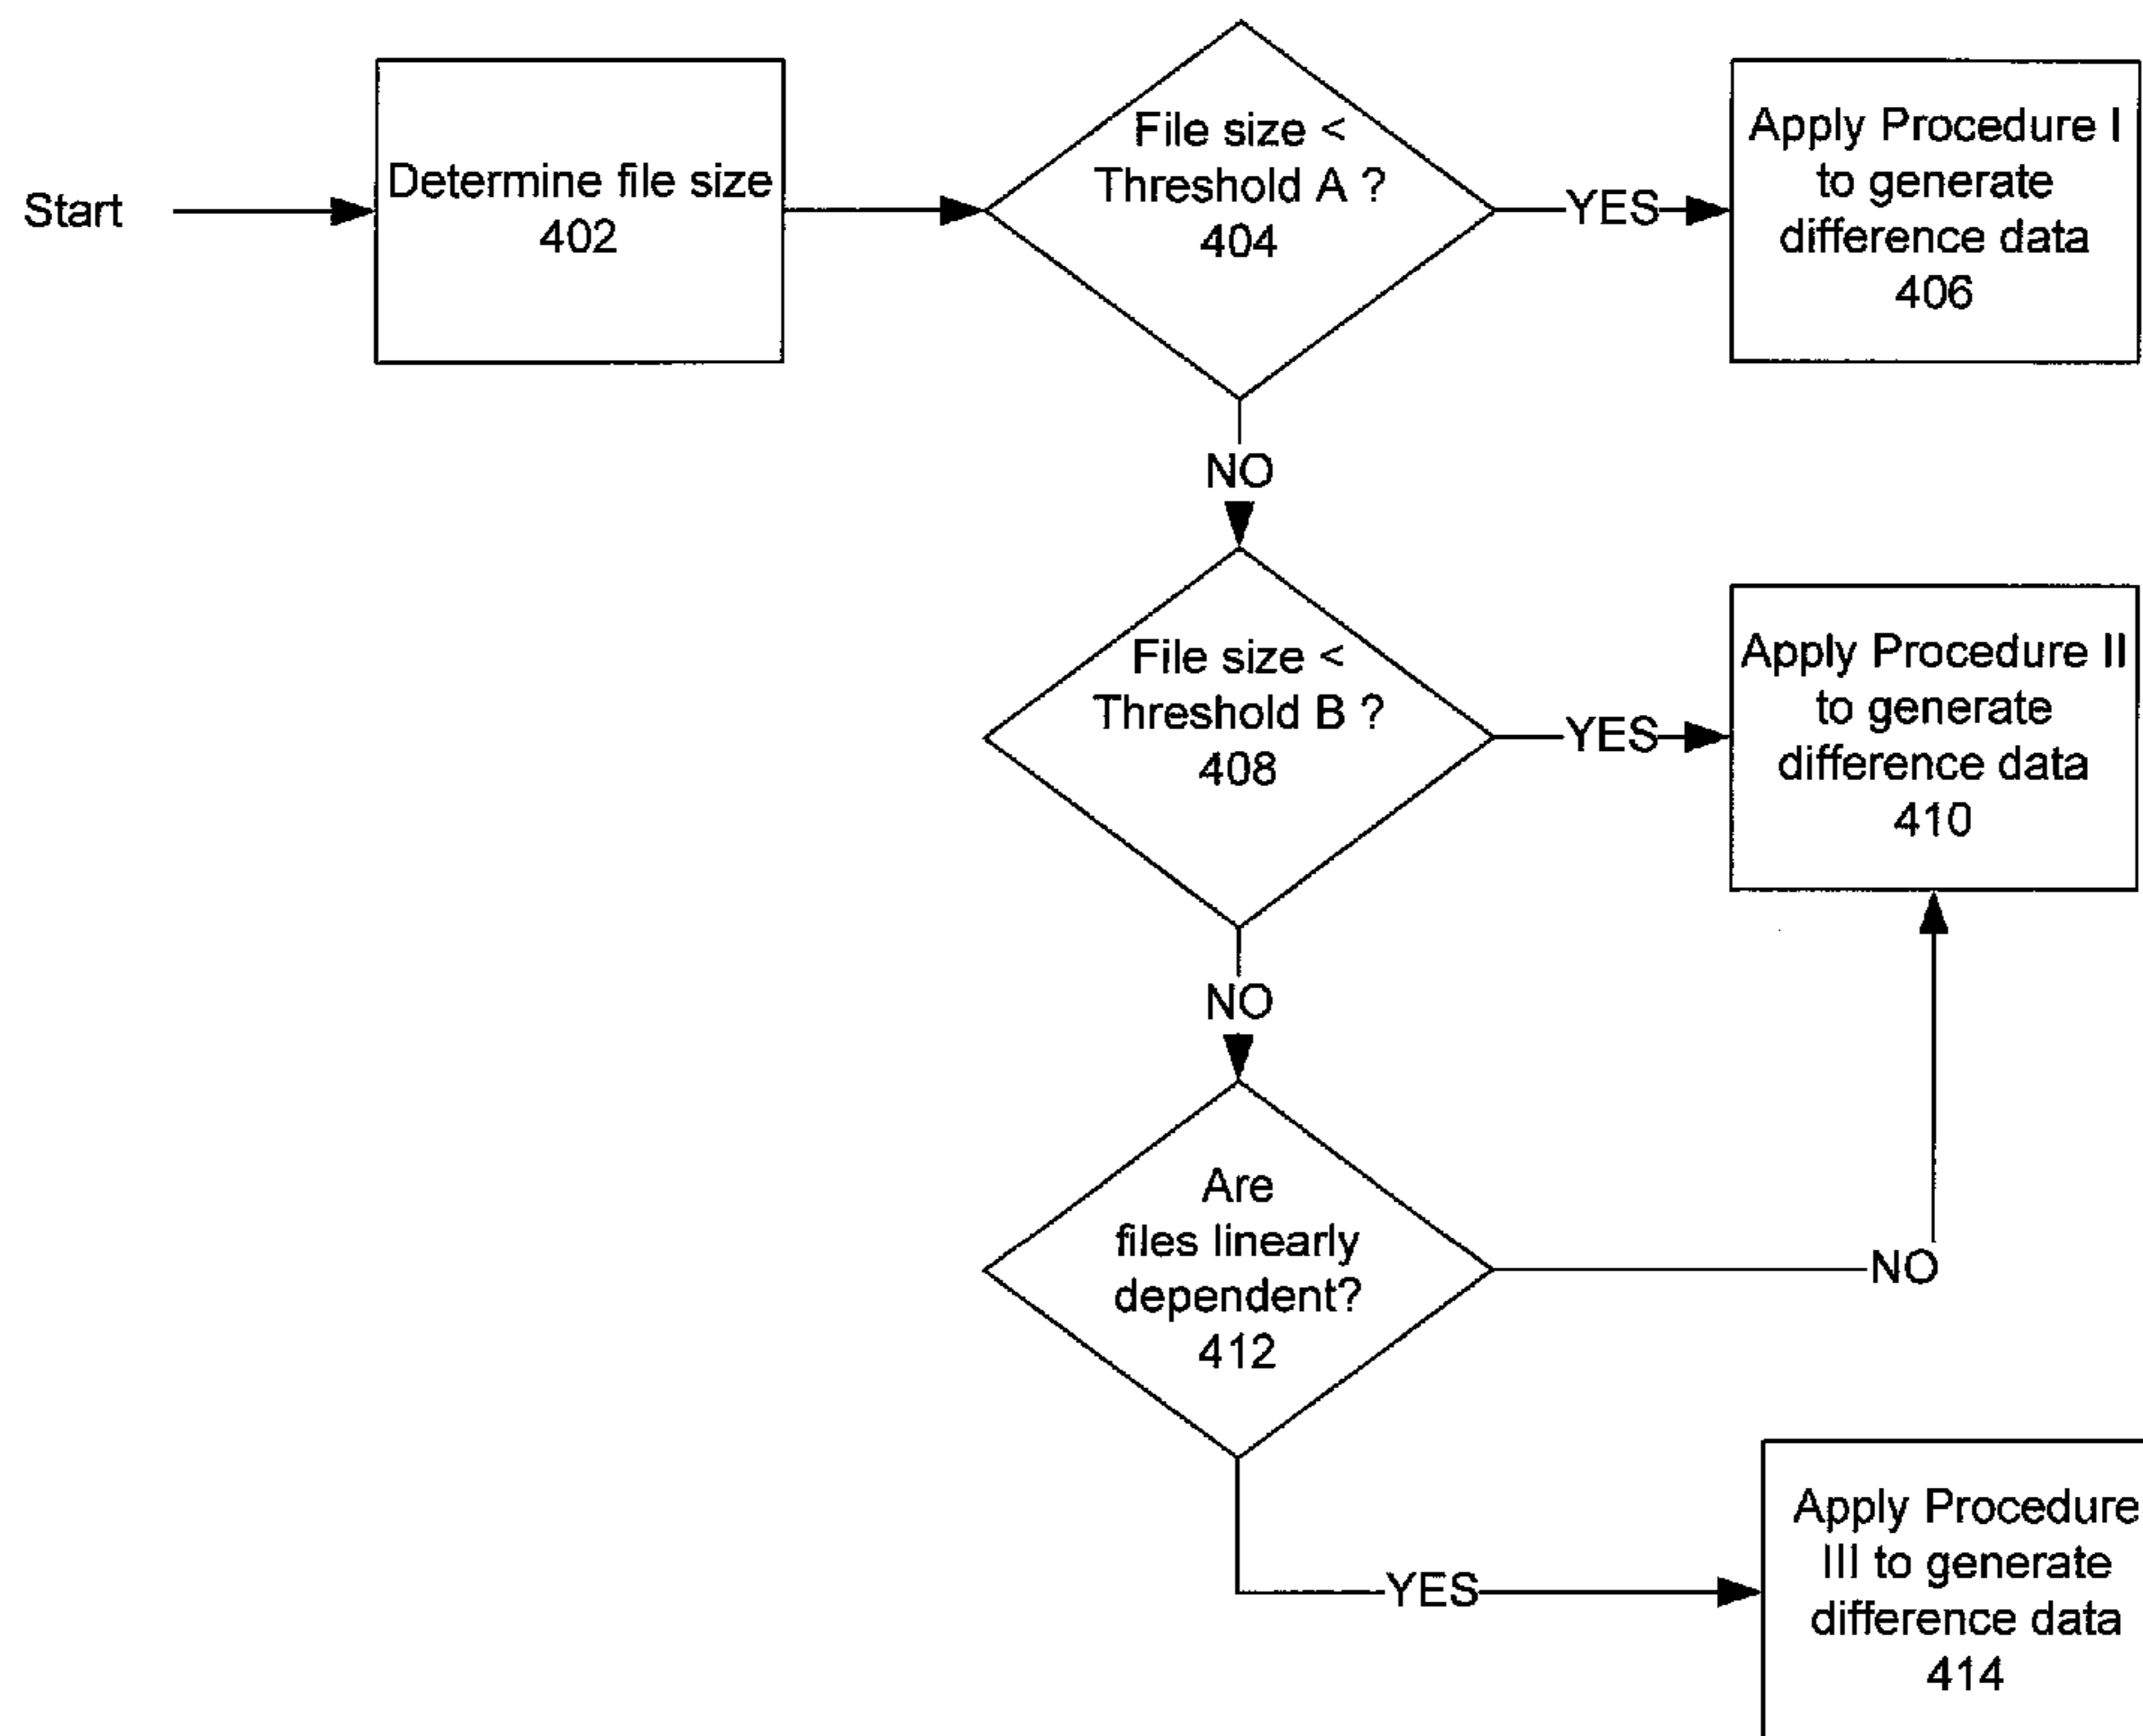 Start
Determine file size
402
File size <
Threshold A ?
404
YES
Apply Procedure I
to generate
difference data
406
NO
File size <
Threshold B ?
408
YES
Apply Procedure II
to generate
difference data
410
NO
Are
files linearly
dependent?
412
NO
YES
Apply Procedure
III to generate
difference data
414